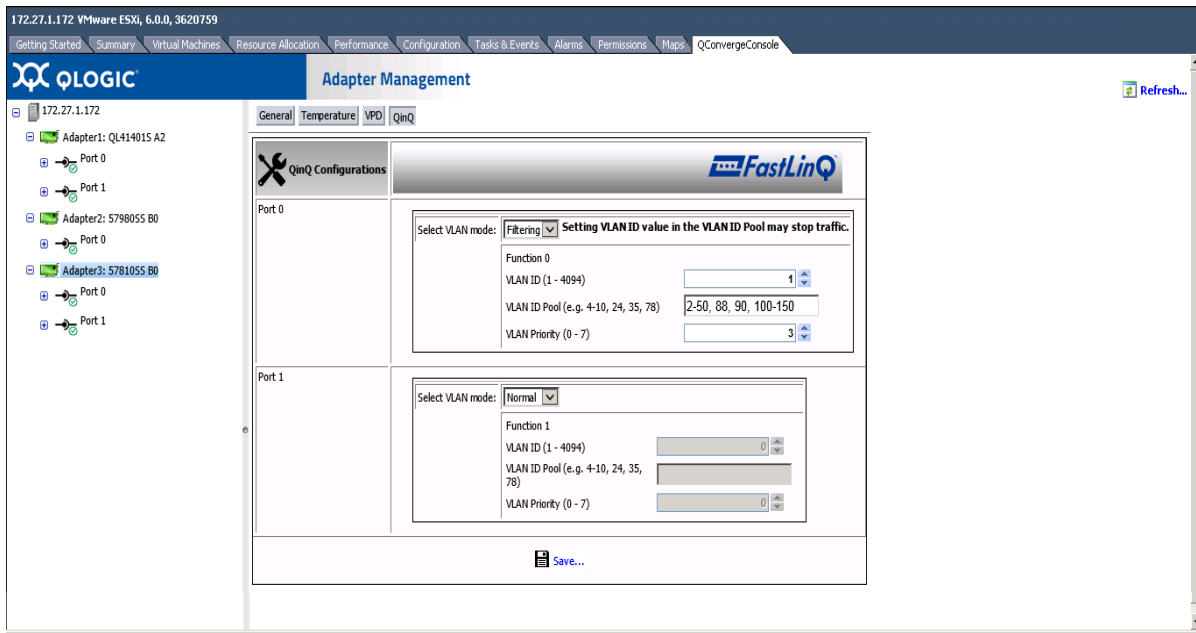 172.27.1.172 VMware ESXi, 6.0.0, 3620759
Getting Started Summary Virtual Machines Resource Allocation Performance Configuration Tasks & Events Alarms Permissions Maps QConvergeConsole
QLOGIC
Adapter Management
Refresh...
172.27.1.172
Adapter1: QL41401S A2
Port 0
Port 1
Adapter2: 57980SS B0
Port 0
Adapter3: 57810SS B0
Port 0
Port 1
General Temperature VPD QinQ
QinQ Configurations
FastLinQ
Port 0
Select VLAN mode: Filtering Setting VLAN ID value in the VLAN ID Pool may stop traffic.
Function 0
VLAN ID (1 - 4094) 1
VLAN ID Pool (e.g. 4-10, 24, 35, 78) 2-50, 88, 90, 100-150
VLAN Priority (0 - 7) 3
Port 1
Select VLAN mode: Normal
Function 1
VLAN ID (1 - 4094) 0
VLAN ID Pool (e.g. 4-10, 24, 35,
78)
VLAN Priority (0 - 7) 0
Save...